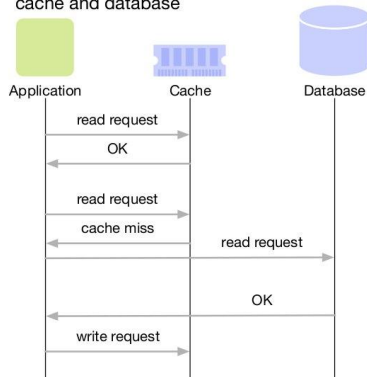 cache and database
Application
Cache
Database
read request
OK
read request
cache miss
read request
OK
write request